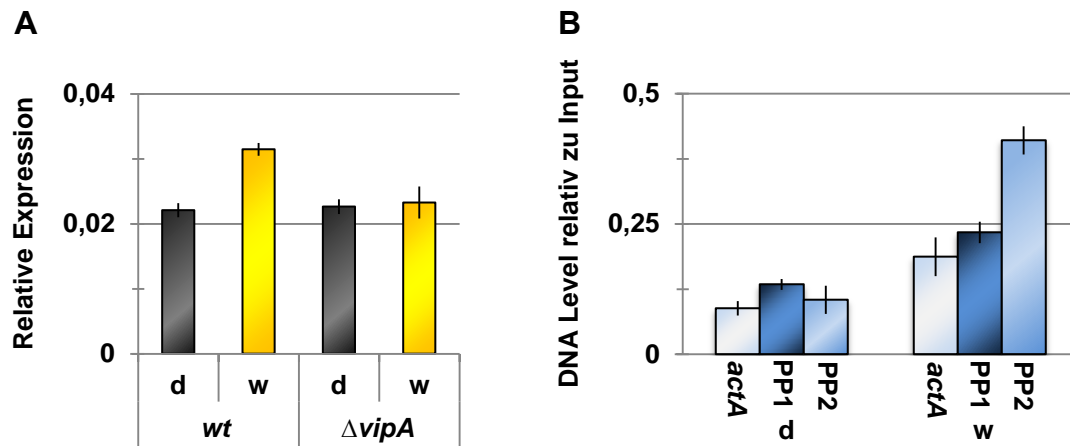 A
Relative Expression
0,04
0,02
0
d w d w
wt ΔvipA
B
DNA Level relativ zu Input
0,5
0,25
0
actA PP1 PP2 actA PP1 PP2
d w